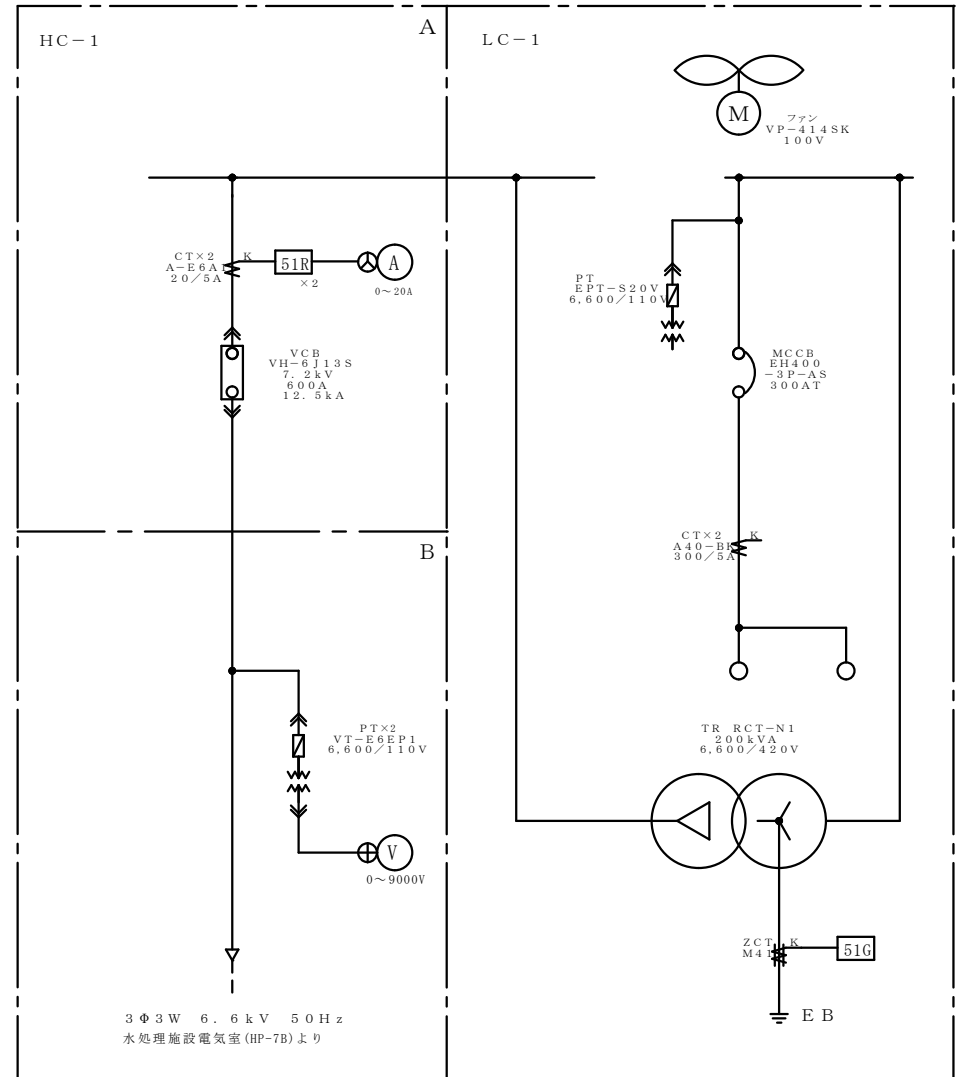 HC-1
A
CT×2
A-E6A1
20/5A
K
51R
×2
A
0~20A
VCB
VH-6J13S
7.2kV
600A
12.5kA
B
PT×2
VT-E6EP1
6,600/110V
V
0~9000V
3Φ3W 6.6kV 50Hz
水処理施設電気室(HP-7B)より
LC-1
M
ファン
VP-414SK
100V
PT
EPT-S20V
6,600/110V
MCCB
EH400
-3P-AS
300AT
CT×2
A40-BK
300/5A
K
TR RCT-N1
200kVA
6,600/420V
ZCT
M41
K
51G
EB